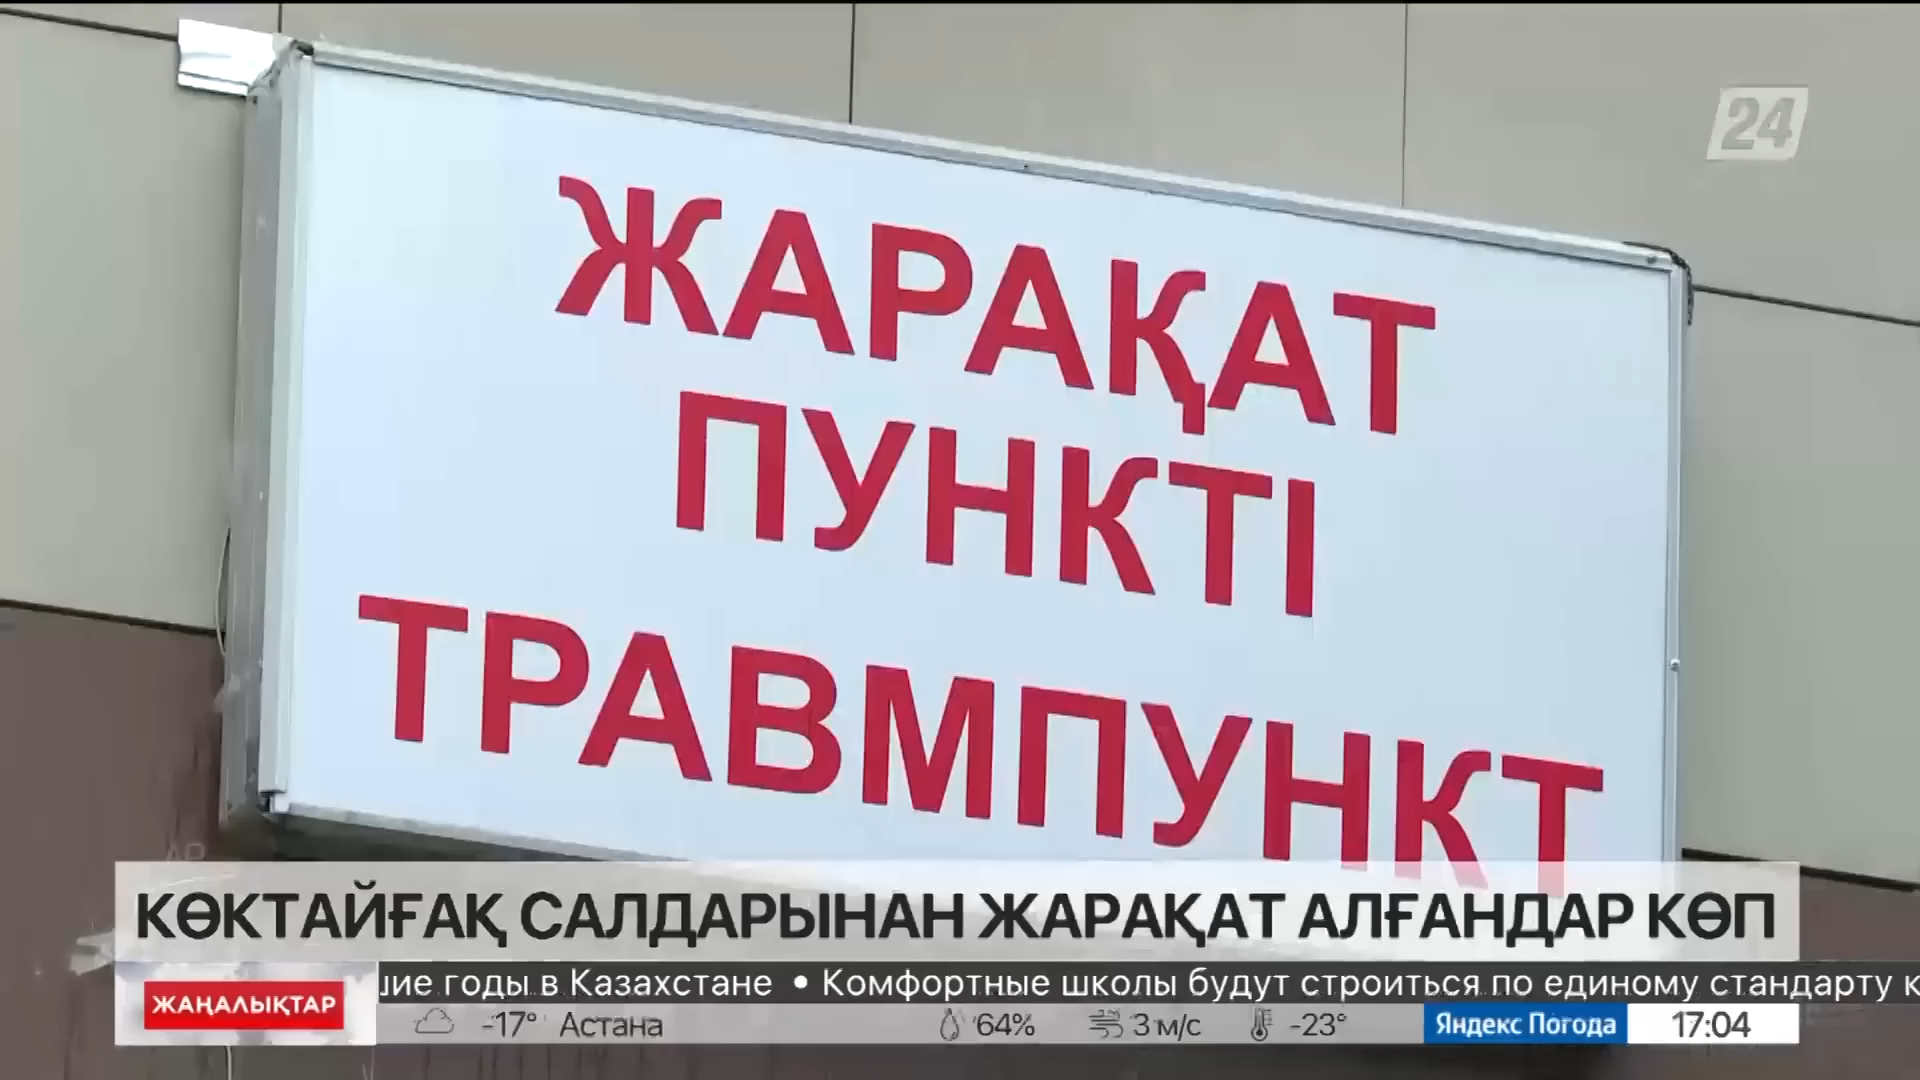 24
ЖАРАҚАТ
ПУНКТІ
ТРАВМПУНКТ
КӨКТАЙҒАҚ САЛДАРЫНАН ЖАРАҚАТ АЛҒАНДАР КӨП
ЖАҢАЛЫҚТАР
годы в Казахстане • Комфортные школы будут строиться по единому стандарту
-17° Астана 64% 3 м/с -23° Яндекс Погода 17:04